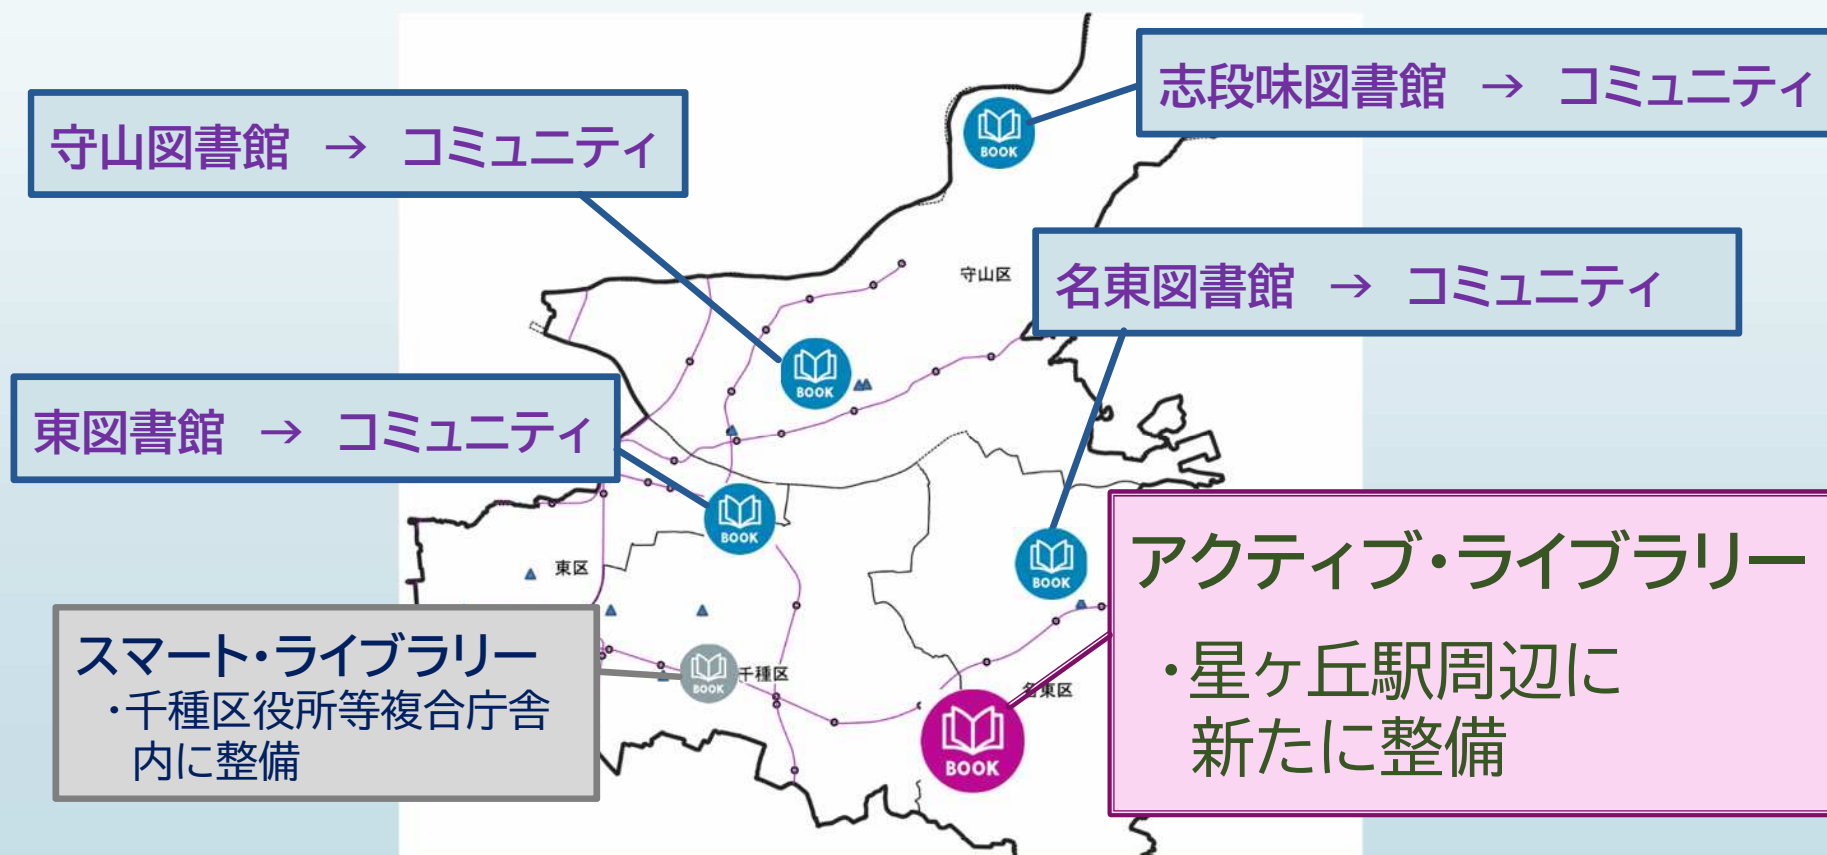 志段味図書館 → コミュニティ
守山図書館 → コミュニティ
BOOK
守山区
名東図書館 → コミュニティ
BOOK
東図書館 → コミュニティ
BOOK
東区
BOOK
アクティブ・ライブラリー
・星ヶ丘駅周辺に
新たに整備
スマート・ライブラリー
・千種区役所等複合庁舎
内に整備
BOOK
千種区
名東区
BOOK